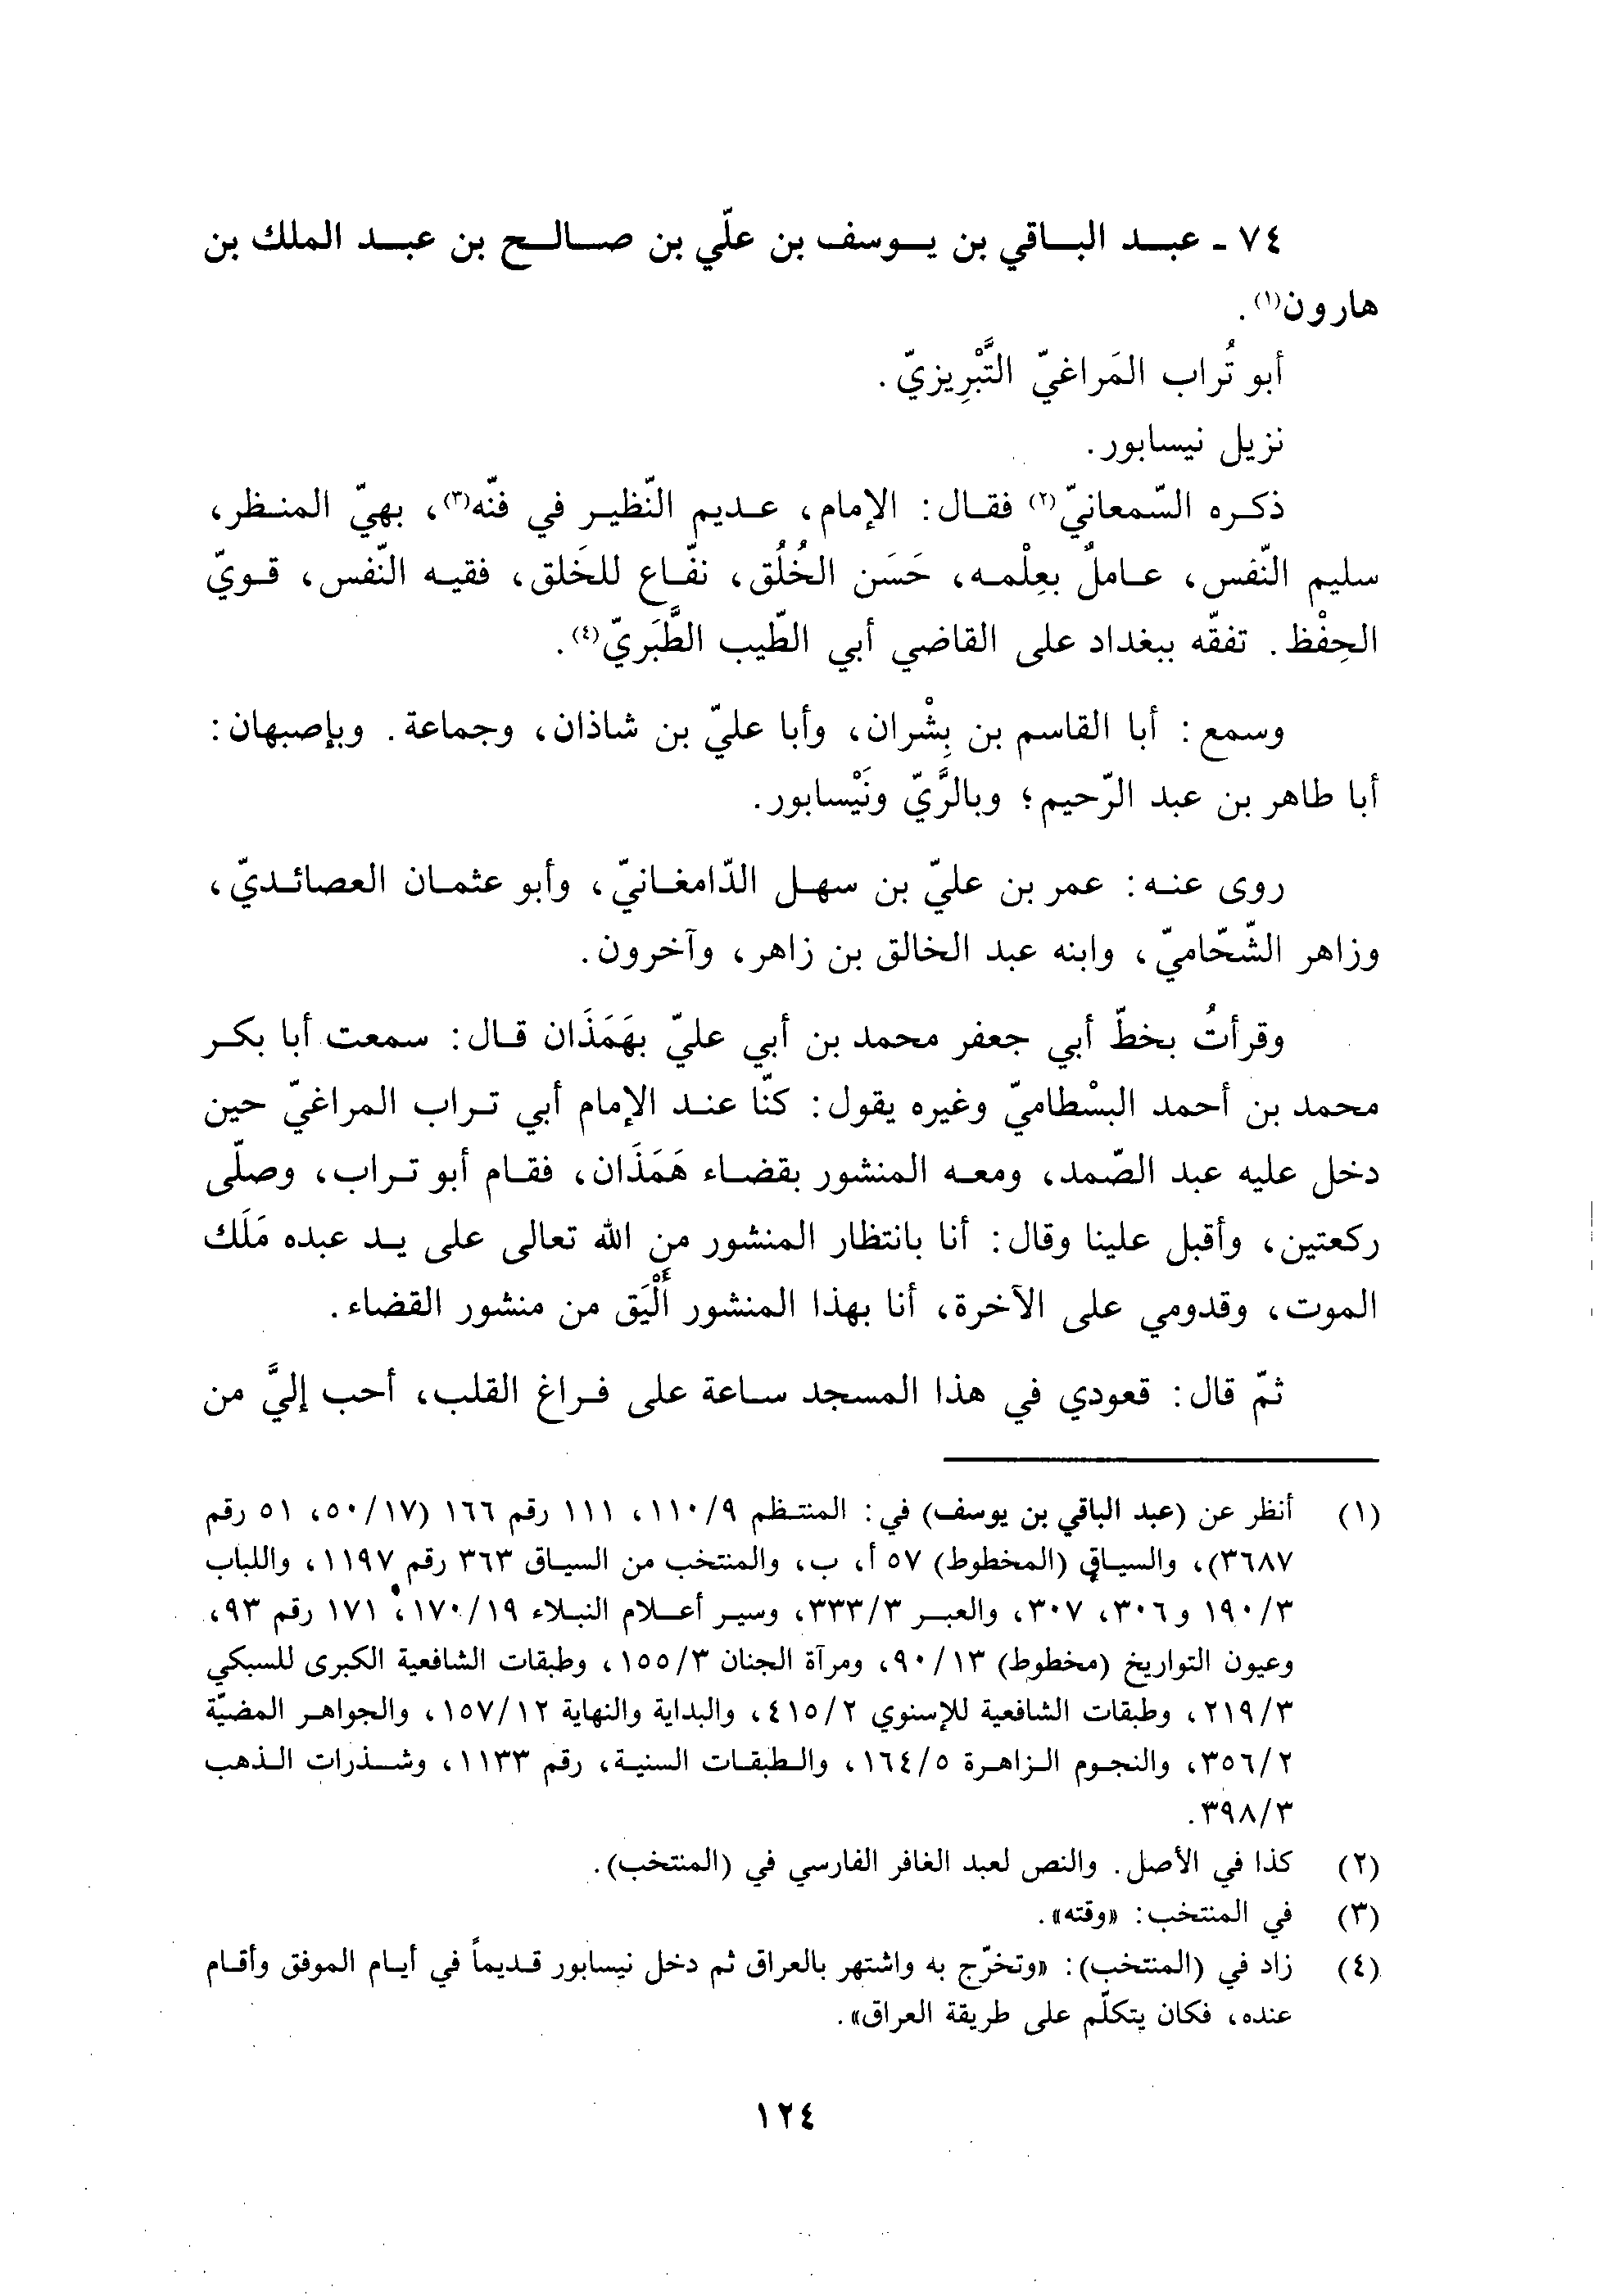 ٧٤ - عبد الباقي بن يوسف بن عليّ بن صالح بن عبد الملك بن
هارون(١).
أبو تُراب المَراغيّ التَّبْرِيزيّ.
نزيل نيسابور.
ذكره السّمعانيّ(٢) فقال: الإمام، عديم النّظير في فنّه(٣)، بهيّ المنظر،
سليم النّفس، عاملٌ بعِلْمه، حَسَن الخُلُق، نفّاع للخَلق، فقيه النّفس، قويّ
الحِفْظ. تفقّه ببغداد على القاضي أبي الطّيب الطَّبَريّ(٤).
وسمع: أبا القاسم بن بِشْران، وأبا عليّ بن شاذان، وجماعة. وبإصبهان:
أبا طاهر بن عبد الرّحيم؛ وبالرَّيّ ونَيْسابور.
روى عنه: عمر بن عليّ بن سهل الدّامغانيّ، وأبو عثمان العصائديّ،
وزاهر الشّحّاميّ، وابنه عبد الخالق بن زاهر، وآخرون.
وقرأتُ بخطّ أبي جعفر محمد بن أبي عليّ بهَمَذَان قال: سمعت أبا بكر
محمد بن أحمد البسْطاميّ وغيره يقول: كنّا عند الإمام أبي تراب المراغيّ حين
دخل عليه عبد الصّمد، ومعه المنشور بقضاء هَمَذَان، فقام أبو تراب، وصلّى
ركعتين، وأقبل علينا وقال: أنا بانتظار المنشور من الله تعالى على يد عبده مَلَك
الموت، وقدومي على الآخرة، أنا بهذا المنشور أَلْيَق من منشور القضاء.
ثمّ قال: قعودي في هذا المسجد ساعة على فراغ القلب، أحب إليَّ من
(١) أنظر عن (عبد الباقي بن يوسف) في: المنتظم ١١٠/٩، ١١١ رقم ١٦٦ (٥٠/١٧، ٥١ رقم
٣٦٨٧)، والسياق (المخطوط) ٥٧ أ، ب، والمنتخب من السياق ٣٦٣ رقم ١١٩٧، واللباب
١٩٠/٣ و٣٠٦، ٣٠٧، والعبر ٣٣٣/٣، وسير أعلام النبلاء ١٧٠/١٩، ١٧١ رقم ٩٣،
وعيون التواريخ (مخطوط) ٩٠/١٣، ومرآة الجنان ١٥٥/٣، وطبقات الشافعية الكبرى للسبكي
٢١٩/٣، وطبقات الشافعية للإسنوي ٤١٥/٢، والبداية والنهاية ١٥٧/١٢، والجواهر المضيّة
٣٥٦/٢، والنجوم الزاهرة ١٦٤/٥، والطبقات السنية، رقم ١١٣٣، وشذرات الذهب
٣٩٨/٣.
(٢) كذا في الأصل. والنص لعبد الغافر الفارسي في (المنتخب).
(٣) في المنتخب: «وقته».
(٤) زاد في (المنتخب): «وتخرّج به واشتهر بالعراق ثم دخل نيسابور قديماً في أيام الموفق وأقام
عنده، فكان يتكلّم على طريقة العراق».
١٢٤